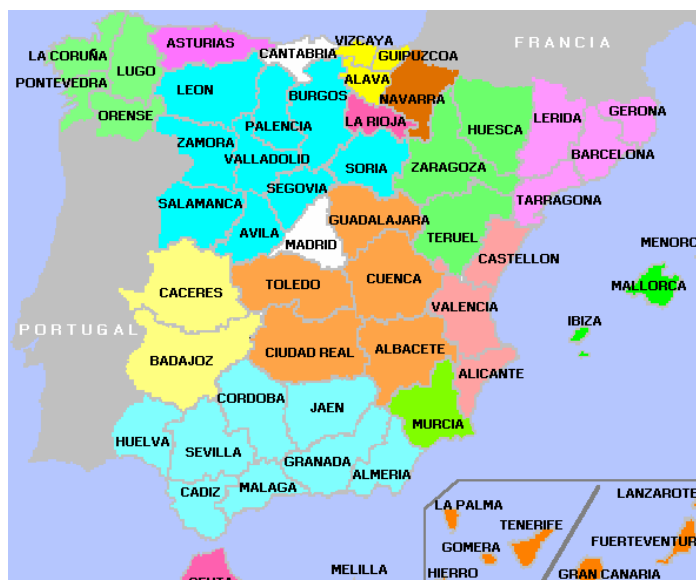 VIZCAYA
FRANCIA
ASTURIAS
LA CORUÑA
CANTABRIA
GUIPUZCOA
LUGO
PONTEVEDRA
ALAVA
LEON
BURGOS
NAVARRA
ORENSE
PALENCIA
LA RIOJA
LERIDA
GERONA
HUESCA
ZAMORA
VALLADOLID
BARCELONA
SORIA
ZARAGOZA
SEGOVIA
SALAMANCA
TARRAGONA
GUADALAJARA
AVILA
MADRID
TERUEL
MENORC
CASTELLON
CUENCA
TOLEDO
MALLORCA
CACERES
VALENCIA
IBIZA
PORTUGAL
ALBACETE
CIUDAD REAL
BADAJOZ
ALICANTE
CORDOBA
JAEN
MURCIA
HUELVA
SEVILLA
GRANADA
ALMERIA
MALAGA
CADIZ
LANZAROTE
LA PALMA
TENERIFE
FUERTEVENTUR
GOMERA
MELILLA
HIERRO
GRAN CANARIA